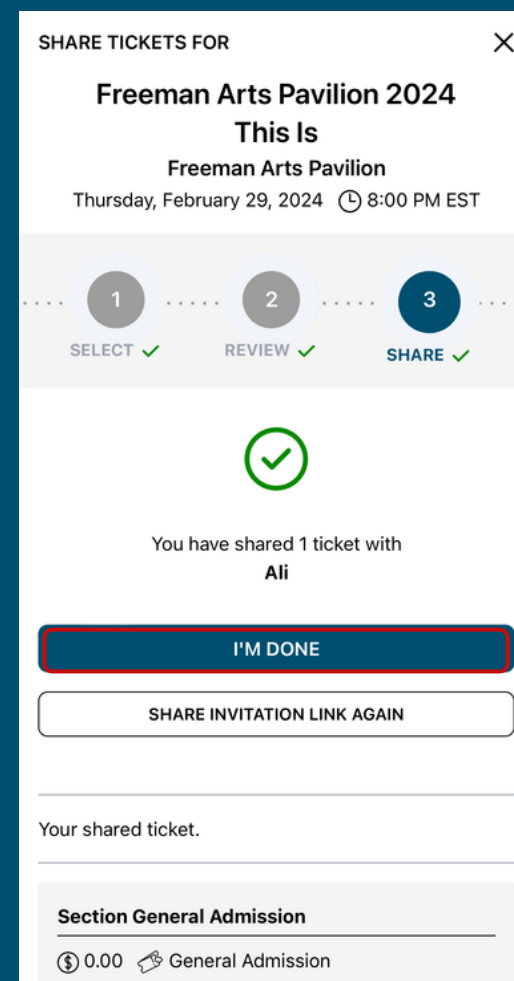 SHARE TICKETS FOR
Freeman Arts Pavilion 2024
This Is
Freeman Arts Pavilion
Thursday, February 29, 2024 8:00 PM EST
1 2 3
SELECT REVIEW SHARE
You have shared 1 ticket with
Ali
I'M DONE
SHARE INVITATION LINK AGAIN
Your shared ticket.
Section General Admission
$ 0.00 General Admission